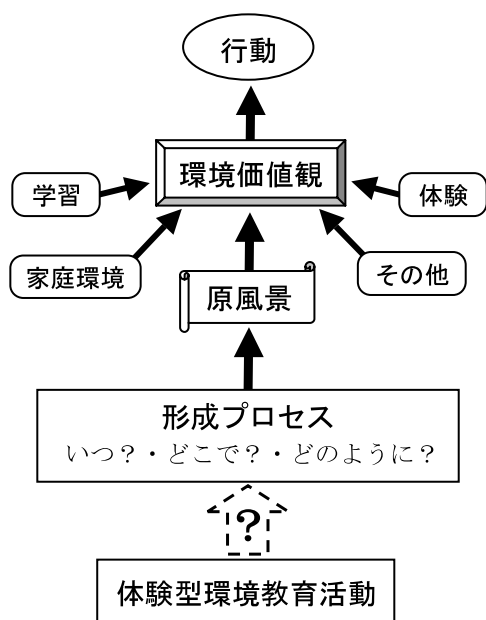 行動
環境価値観
学習
体験
家庭環境
その他
原風景
形成プロセス
いつ？・どこで？・どのように？
？
体験型環境教育活動